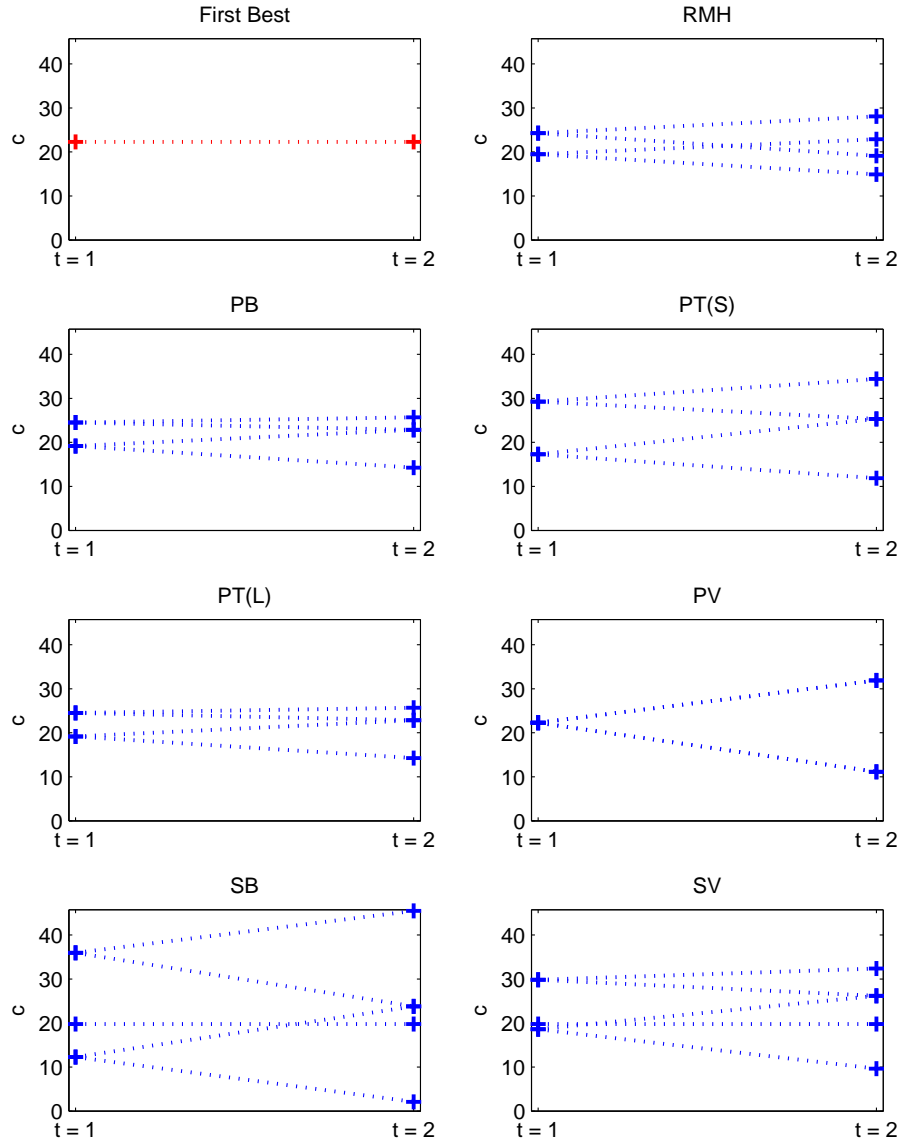 First Best
RMH
c
40
30
20
10
0
t = 1
t = 2
c
40
30
20
10
0
t = 1
t = 2
PB
PT(S)
c
40
30
20
10
0
t = 1
t = 2
c
40
30
20
10
0
t = 1
t = 2
PT(L)
PV
c
40
30
20
10
0
t = 1
t = 2
c
40
30
20
10
0
t = 1
t = 2
SB
SV
c
40
30
20
10
0
t = 1
t = 2
c
40
30
20
10
0
t = 1
t = 2